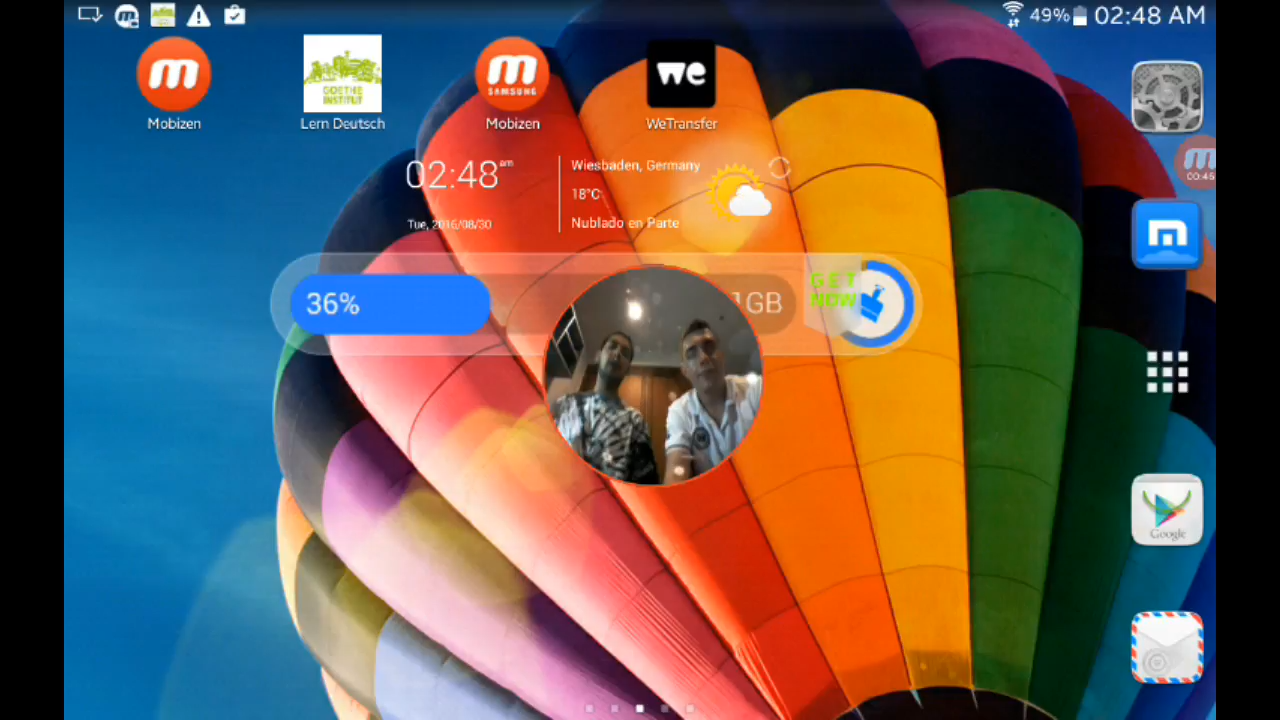 49% 02:48 AM
m
m
SAMSUNG
we
GOETHE
INSTITUT
Mobizen
Lern Deutsch
Mobizen
WeTransfer
m
00:45
02:48 am
Wiesbaden, Germany
18°C
Tue, 2016/08/30
Nublado en Parte
36%
1GB
GET
NOW
Google